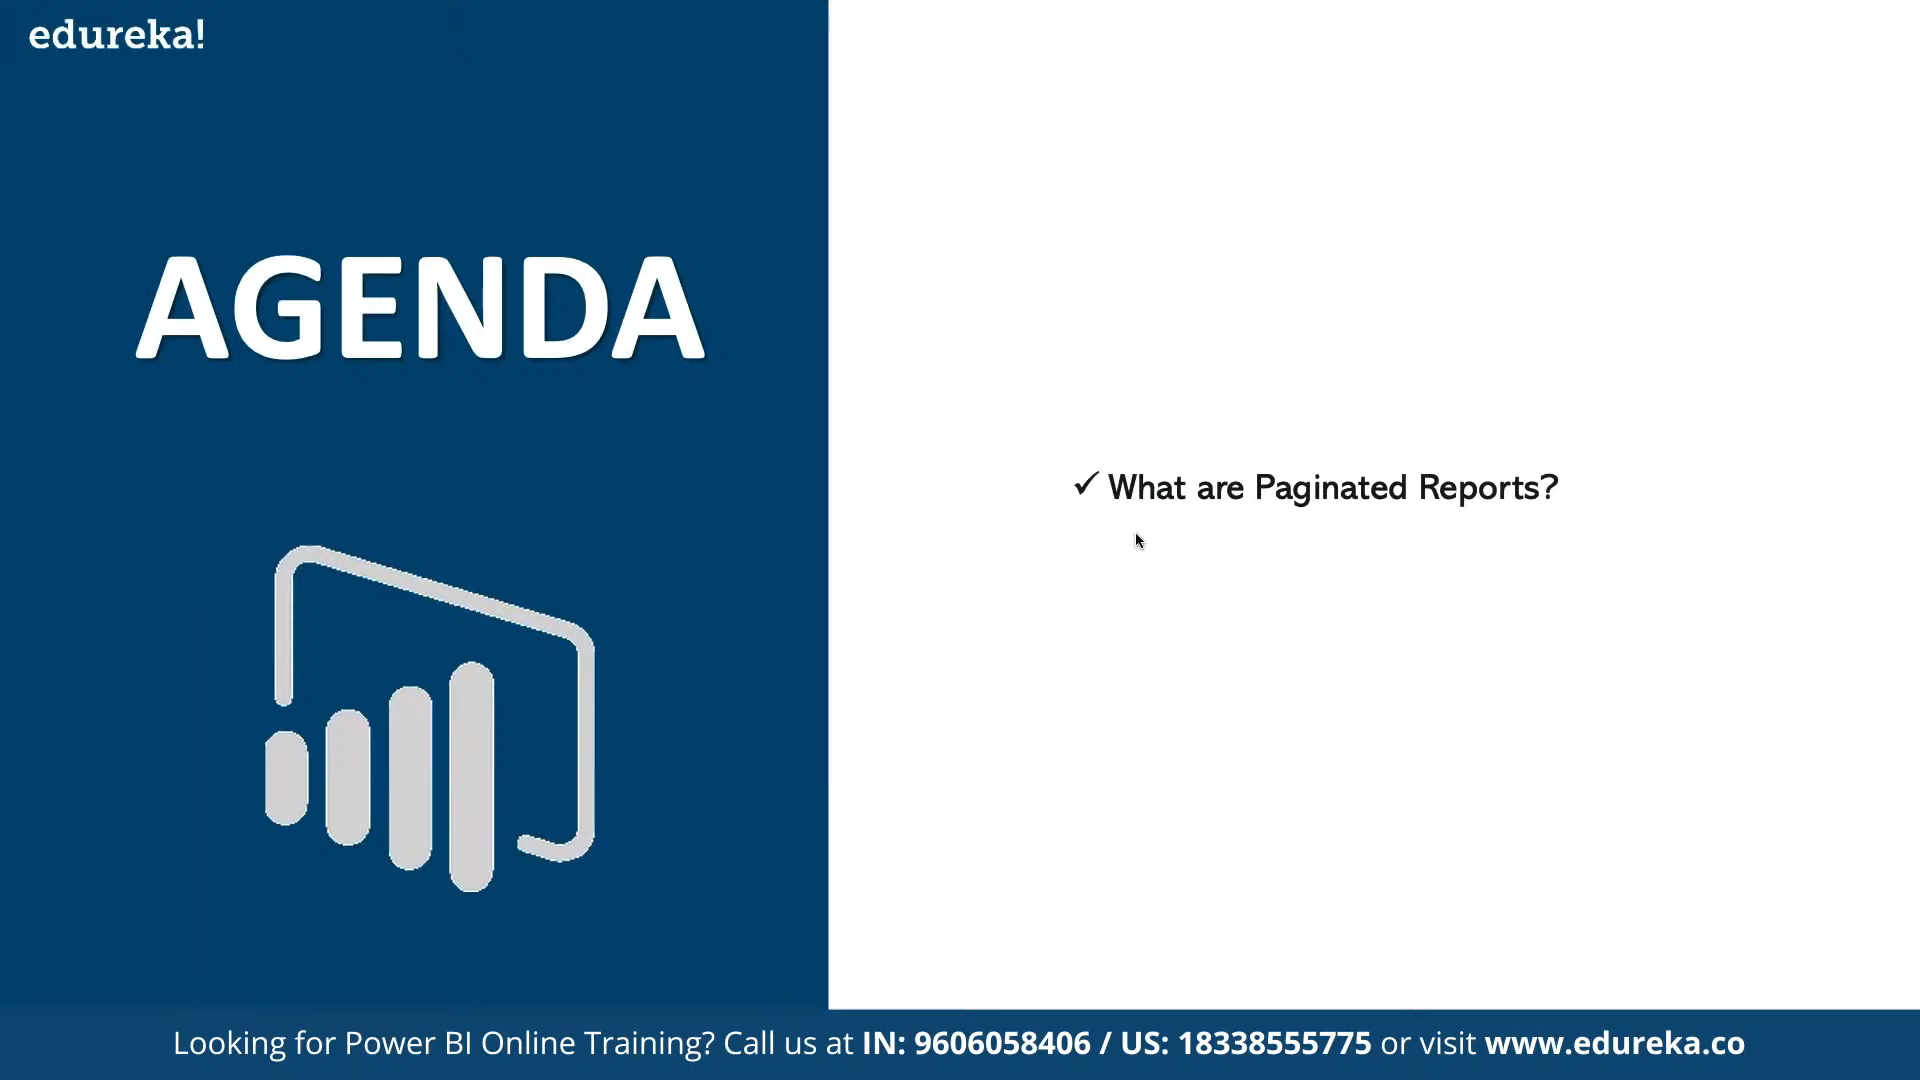 edureka!
AGENDA
✓ What are Paginated Reports?
Looking for Power BI Online Training? Call us at IN: 9606058406 / US: 18338555775 or visit www.edureka.co